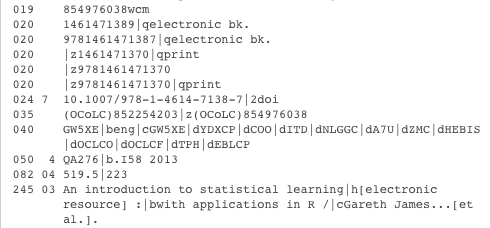 019 854976038wcm
020 1461471389|qelectronic bk.
020 9781461471387|qelectronic bk.
020 |z1461471370|qprint
020 |z9781461471370
020 |z9781461471370|qprint
024 7 10.1007/978-1-4614-7138-7|2doi
035 (OCoLC)852254203|z(OCoLC)854976038
040 GW5XE|beng|cGW5XE|dYDXCP|dCOO|dITD|dNLGGC|dA7U|dZMC|dHEBIS
|dOCLCO|dOCLCF|dTPH|dEBLCP
050 4 QA276|b.I58 2013
082 04 519.5|223
245 03 An introduction to statistical learning|h[electronic
resource] :|bwith applications in R /|cGareth James...[et
al.].